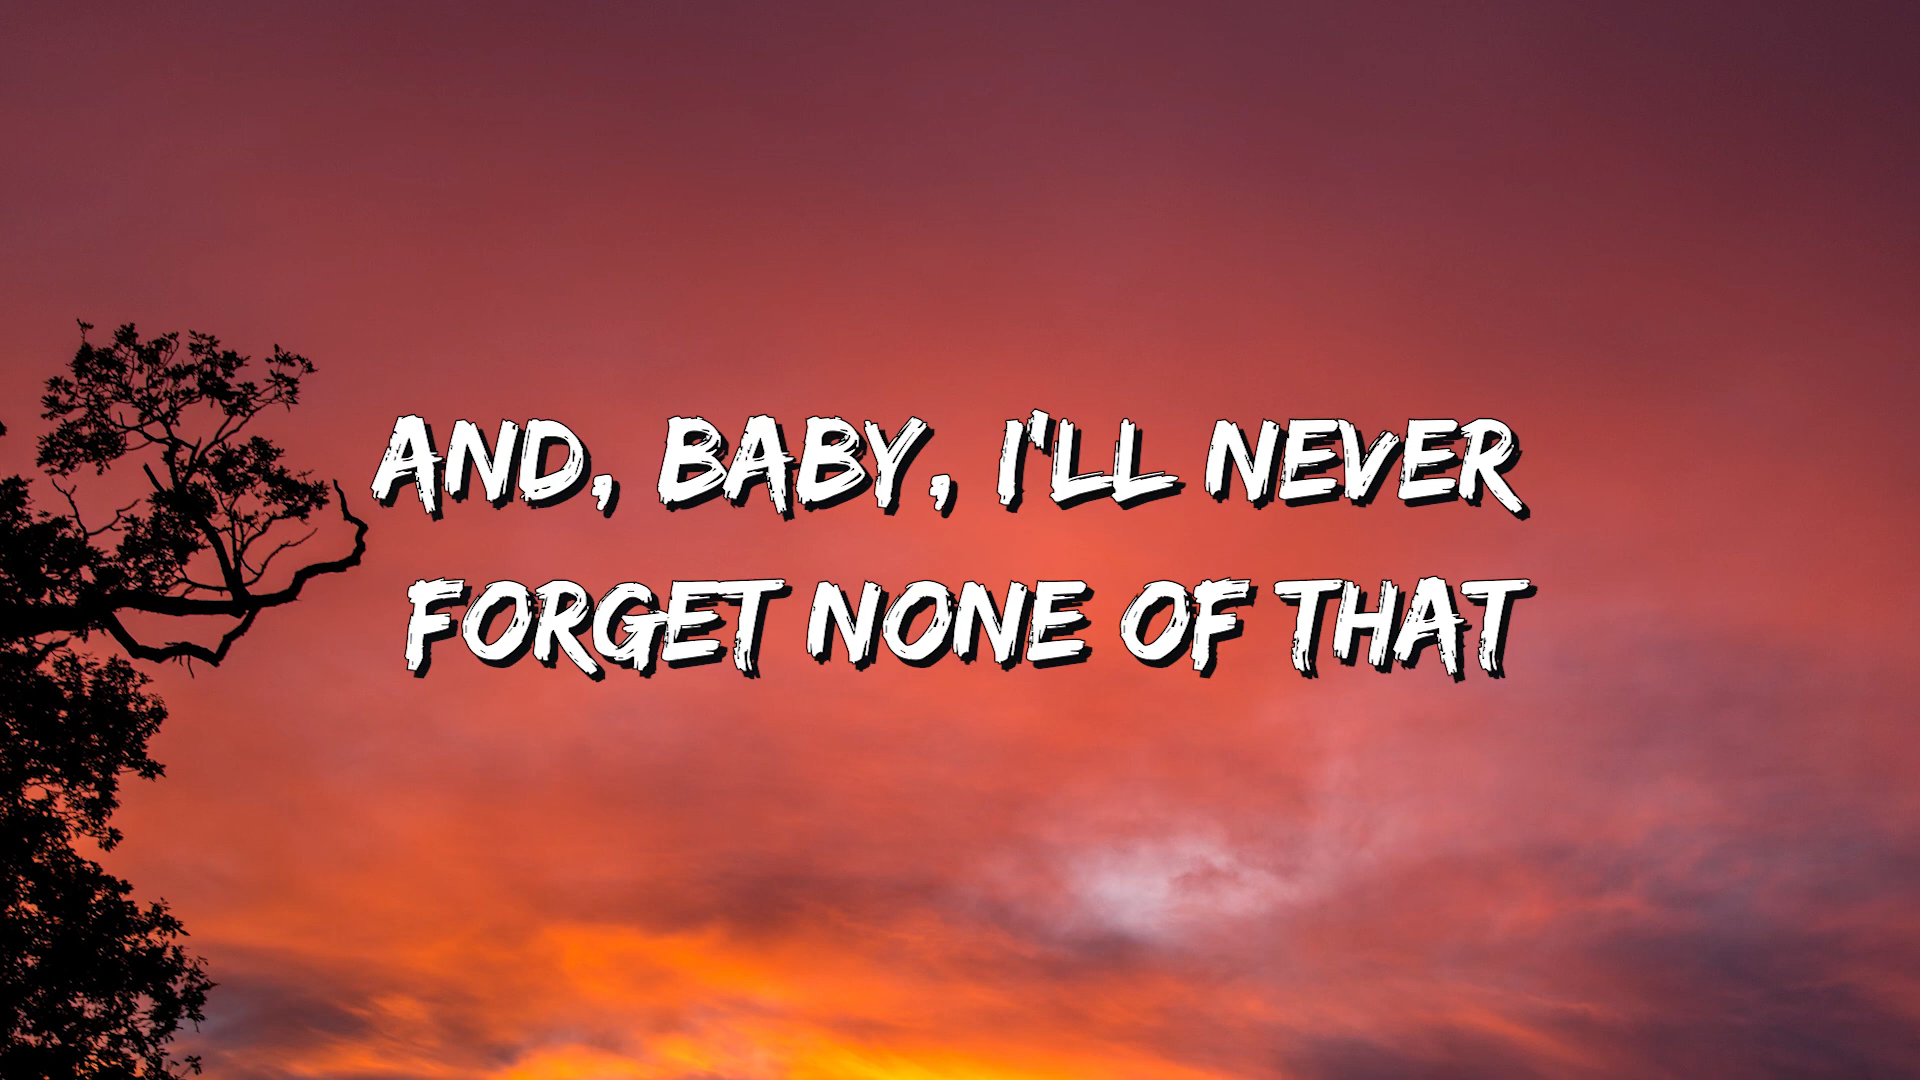 AND, BABY, I'LL NEVER
FORGET NONE OF THAT